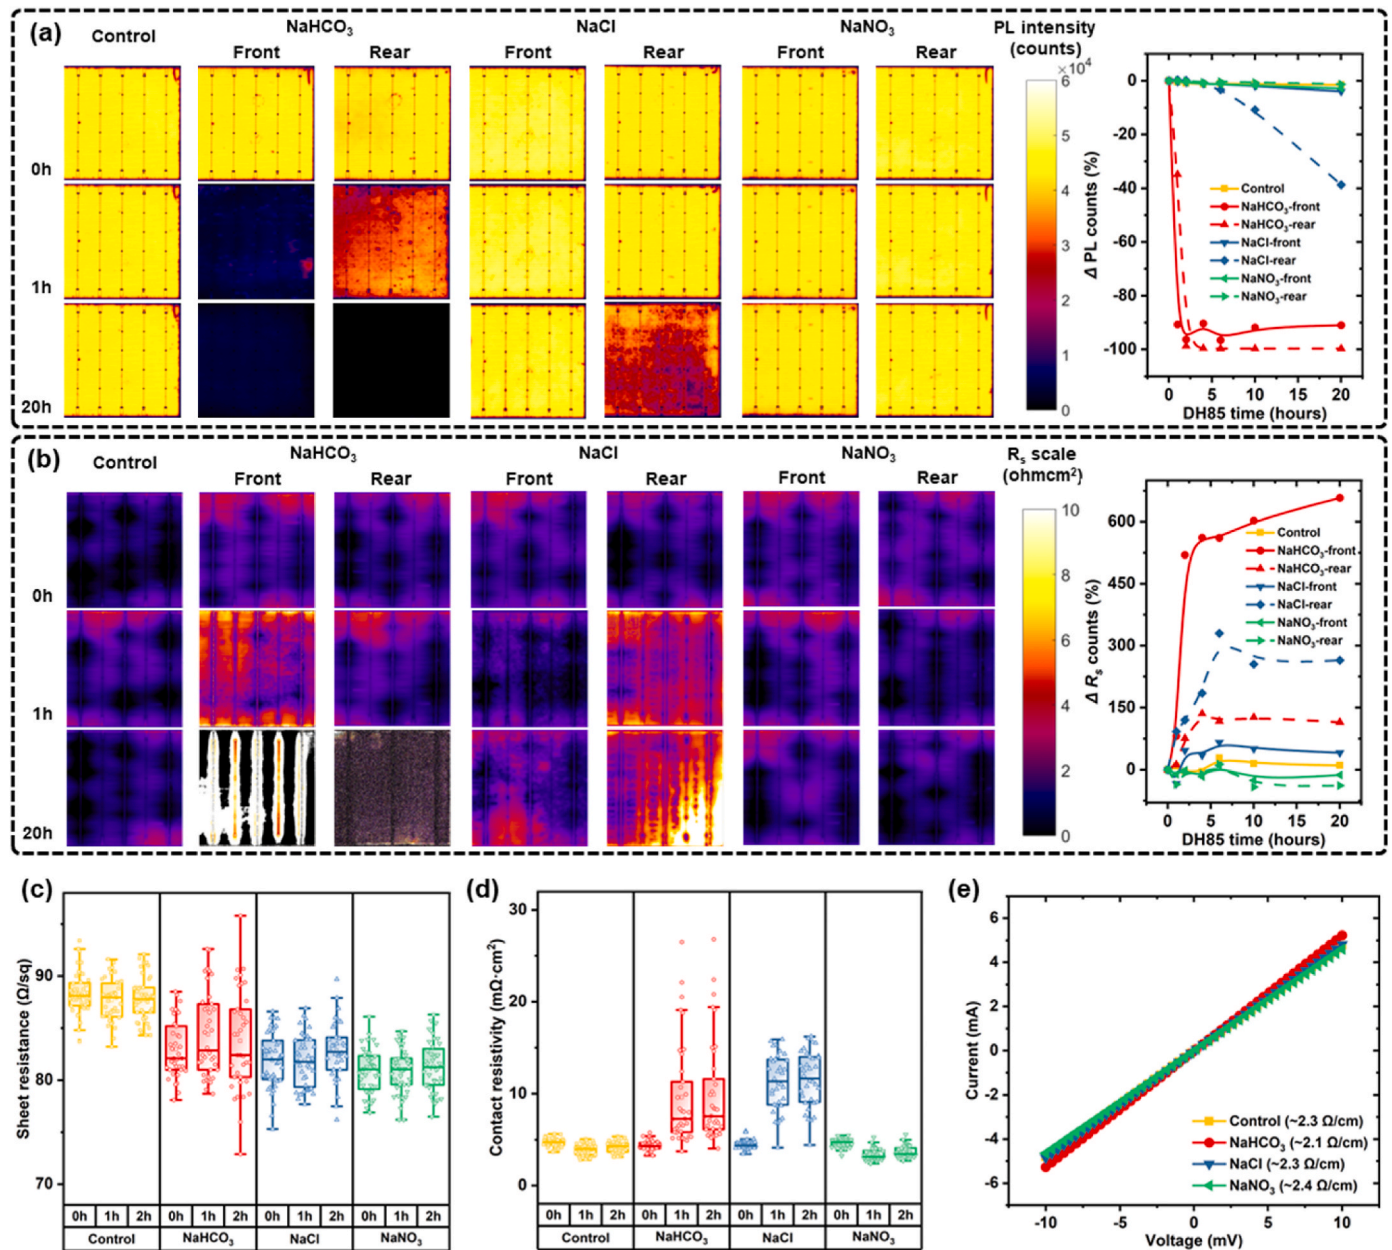 (a)
Control
NaHCO3
NaCl
NaNO3
Front
Rear
Front
Rear
Front
Rear
0h
1h
20h
PL intensity
(counts)
×10^4
6
5
4
3
2
1
0
Δ PL counts (%)
0
-20
-40
-60
-80
-100
Control
NaHCO3-front
NaHCO3-rear
NaCl-front
NaCl-rear
NaNO3-front
NaNO3-rear
0 5 10 15 20
DH85 time (hours)
(b)
Control
NaHCO3
NaCl
NaNO3
Front
Rear
Front
Rear
Front
Rear
0h
1h
20h
Rs scale
(ohmcm2)
10
8
6
4
2
0
Δ Rs counts (%)
600
450
300
150
0
Control
NaHCO3-front
NaHCO3-rear
NaCl-front
NaCl-rear
NaNO3-front
NaNO3-rear
0 5 10 15 20
DH85 time (hours)
(c)
Sheet resistance (Ω/sq)
90
80
70
0h 1h 2h 0h 1h 2h 0h 1h 2h 0h 1h 2h
Control NaHCO3 NaCl NaNO3
(d)
Contact resistivity (mΩ·cm2)
30
20
10
0
0h 1h 2h 0h 1h 2h 0h 1h 2h 0h 1h 2h
Control NaHCO3 NaCl NaNO3
(e)
Current (mA)
6
4
2
0
-2
-4
-6
Control (~2.3 Ω/cm)
NaHCO3 (~2.1 Ω/cm)
NaCl (~2.3 Ω/cm)
NaNO3 (~2.4 Ω/cm)
-10 -5 0 5 10
Voltage (mV)